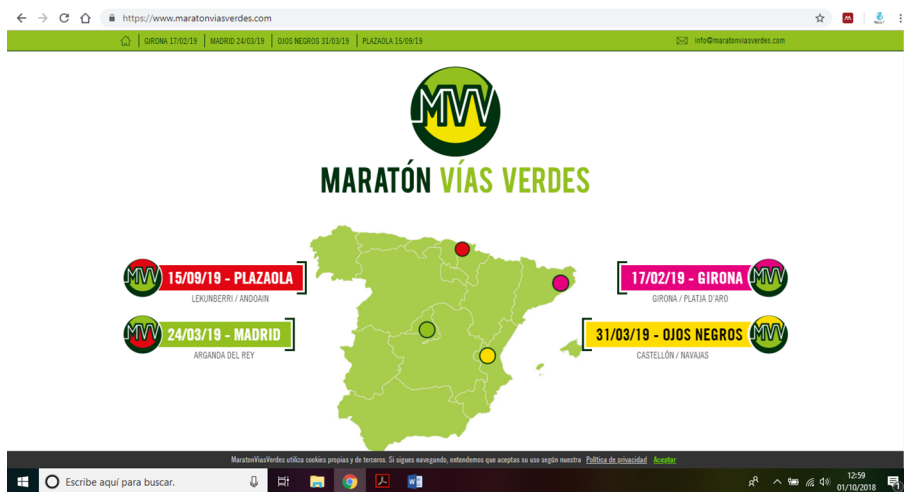 https://www.maratonviasverdes.com
GIRONA 17/02/19 | MADRID 24/03/19 | OJOS NEGROS 31/03/19 | PLAZAOLA 15/09/19
info@maratonviasverdes.com
MVV
MARATÓN VÍAS VERDES
MVV 15/09/19 - PLAZAOLA
LEKUNBERRI / ANDOAIN
17/02/19 - GIRONA MVV
GIRONA / PLATJA D'ARO
MVV 24/03/19 - MADRID
ARGANDA DEL REY
31/03/19 - OJOS NEGROS MVV
CASTELLÓN / NAVAJAS
MaratonViasVerdes utiliza cookies propias y de terceros. Si sigues navegando, entendemos que aceptas su uso según nuestra Política de privacidad Aceptar
Escribe aquí para buscar.
12:59
01/10/2018